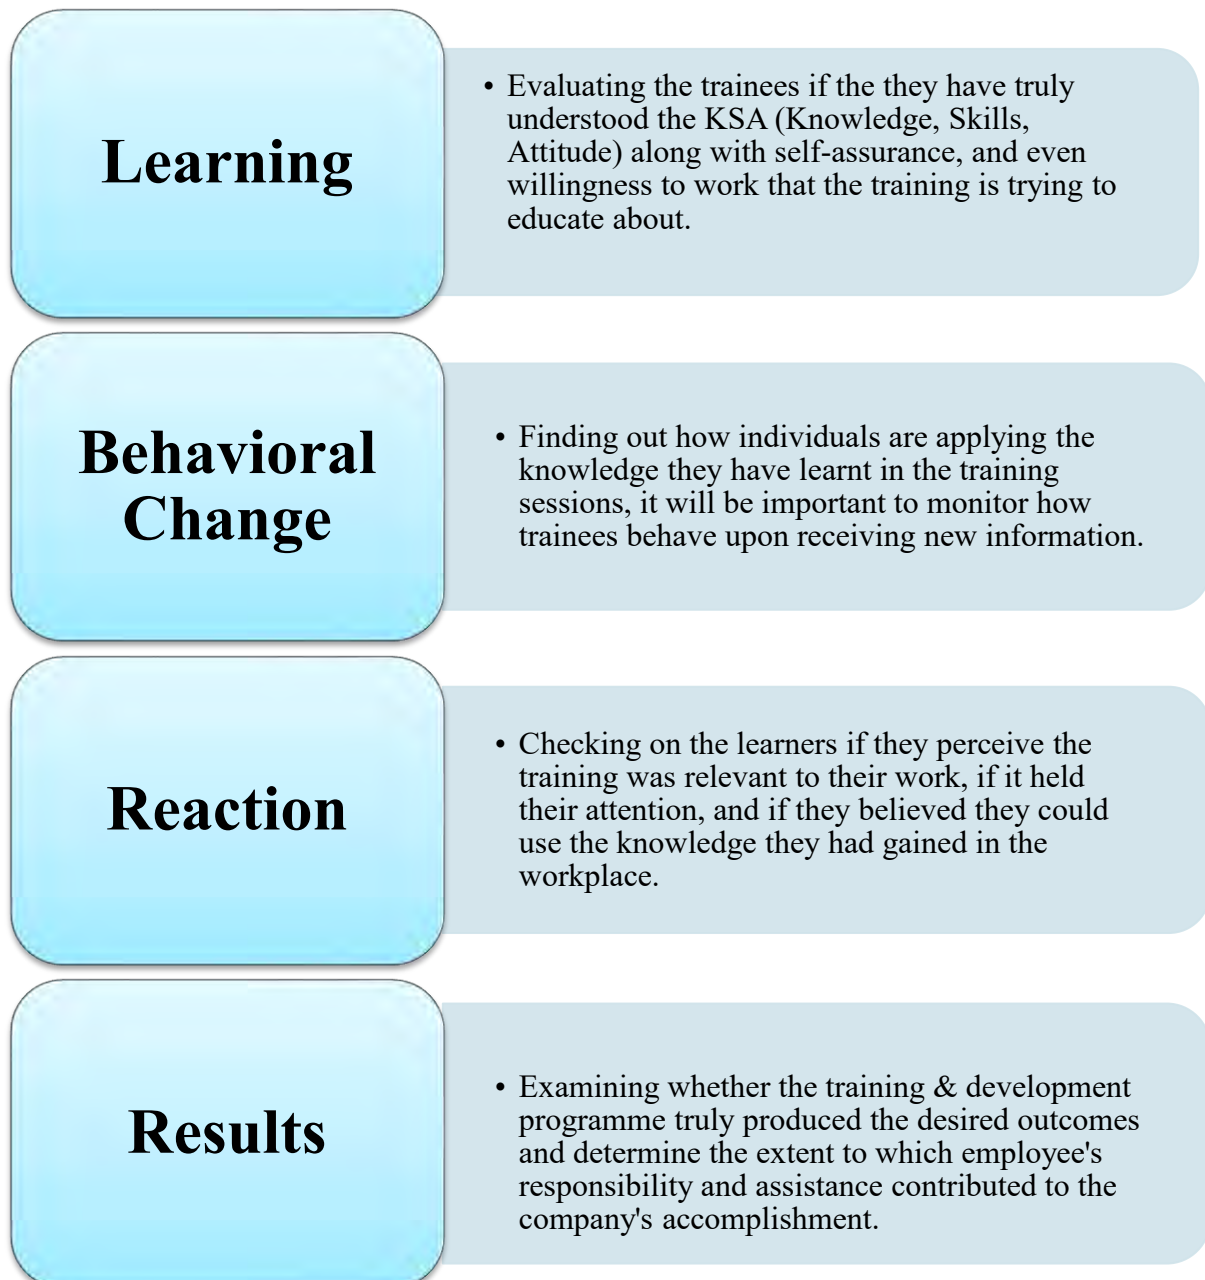 Learning
• Evaluating the trainees if the they have truly
understood the KSA (Knowledge, Skills,
Attitude) along with self-assurance, and even
willingness to work that the training is trying to
educate about.
Behavioral
Change
• Finding out how individuals are applying the
knowledge they have learnt in the training
sessions, it will be important to monitor how
trainees behave upon receiving new information.
Reaction
• Checking on the learners if they perceive the
training was relevant to their work, if it held
their attention, and if they believed they could
use the knowledge they had gained in the
workplace.
Results
• Examining whether the training & development
programme truly produced the desired outcomes
and determine the extent to which employee's
responsibility and assistance contributed to the
company's accomplishment.